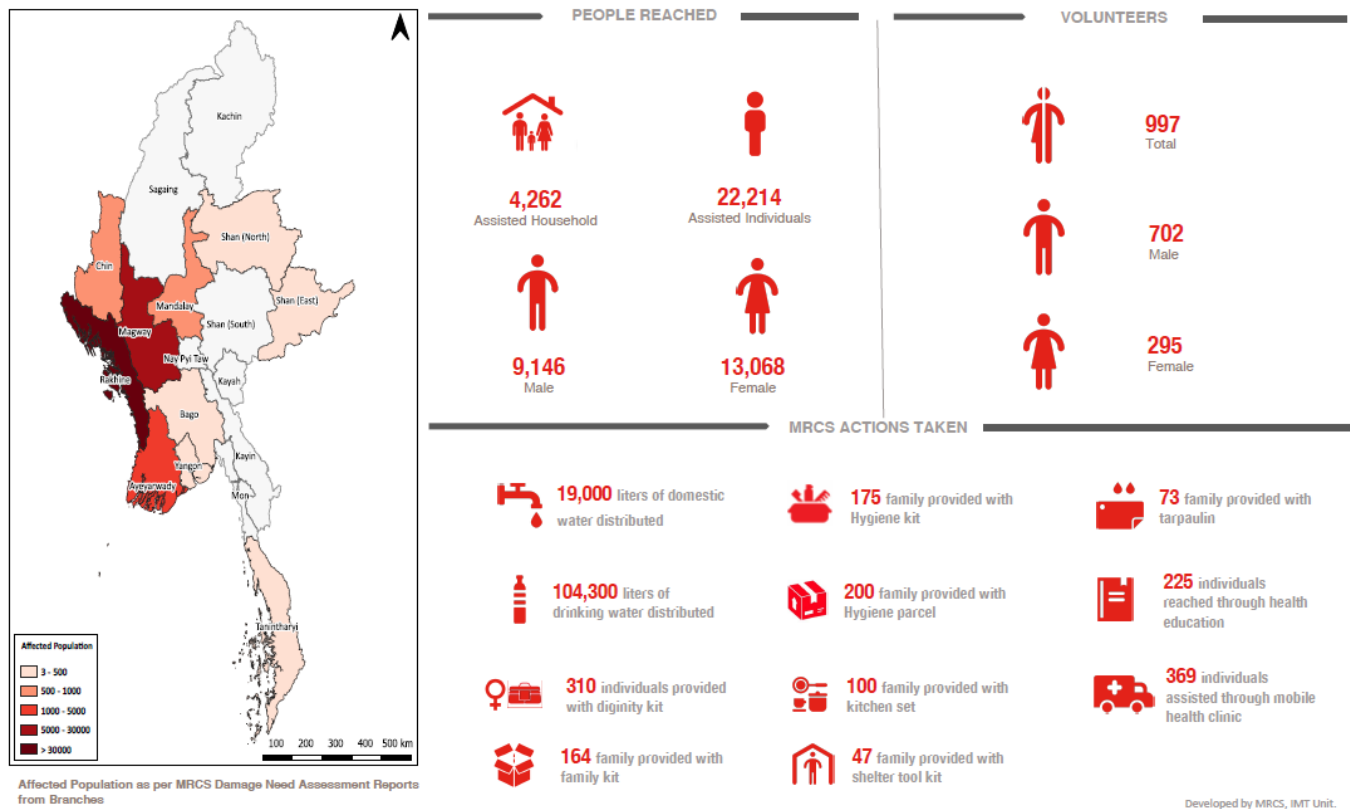 Kachin
Sagaing
Shan (North)
Chin
Mandalay
Shan (East)
Shan (South)
Magway
Nay Pyi Taw
Rakhine
Kayah
Bago
Kayin
Yangon
Ayeyarwady
Mon
Tanintharyi
Affected Population
3 - 500
500 - 1000
1000 - 5000
5000 - 30000
> 30000
100 200 300 400 500 km
Affected Population as per MRCS Damage Need Assessment Reports
from Branches
PEOPLE REACHED
4,262
Assisted Household
22,214
Assisted Individuals
9,146
Male
13,068
Female
VOLUNTEERS
997
Total
702
Male
295
Female
MRCS ACTIONS TAKEN
19,000 liters of domestic
water distributed
175 family provided with
Hygiene kit
73 family provided with
tarpaulin
104,300 liters of
drinking water distributed
200 family provided with
Hygiene parcel
225 individuals
reached through health
education
310 individuals provided
with diginity kit
100 family provided with
kitchen set
369 individuals
assisted through mobile
health clinic
164 family provided with
family kit
47 family provided with
shelter tool kit
Developed by MRCS, IMT Unit.